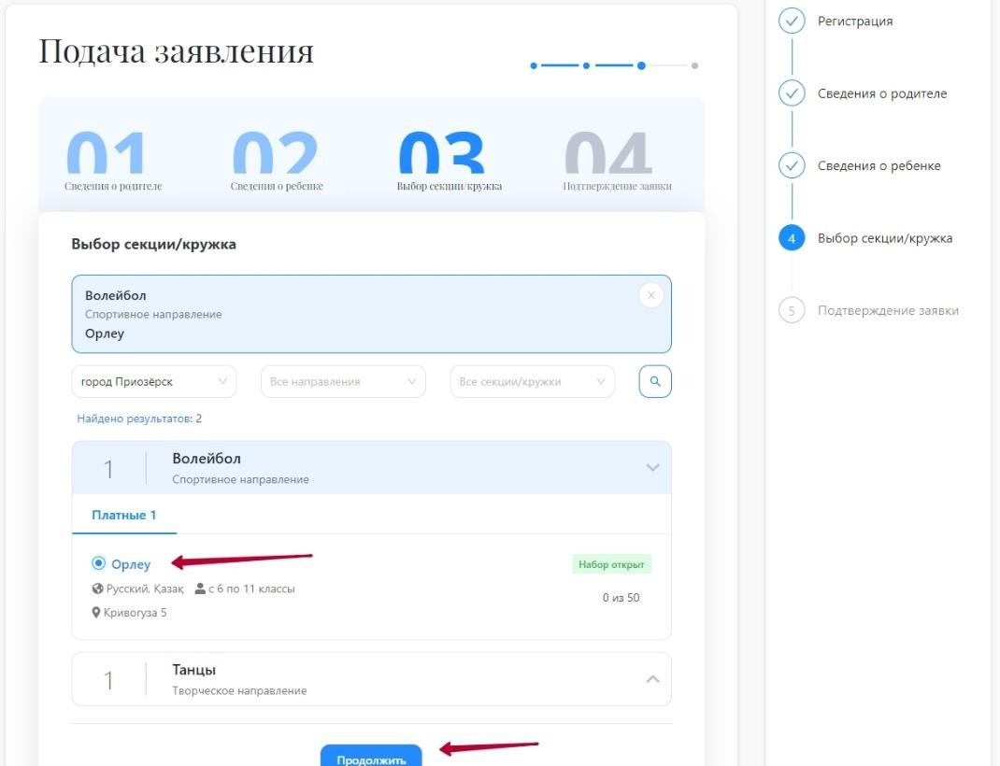 Подача заявления
01 02 03 04
Сведения о родителе Сведения о ребенке Выбор секции/кружка Подтверждение заявки
Выбор секции/кружка
Волейбол
Спортивное направление
Орлеу
город Приозёрск Все направления Все секции/кружки
Найдено результатов: 2
1 Волейбол
Спортивное направление
Платные 1
Орлеу Набор открыт
Русский, Қазақ с 6 по 11 классы
0 из 50
Кривогуза 5
1 Танцы
Творческое направление
Продолжить
Регистрация
Сведения о родителе
Сведения о ребенке
4 Выбор секции/кружка
5 Подтверждение заявки